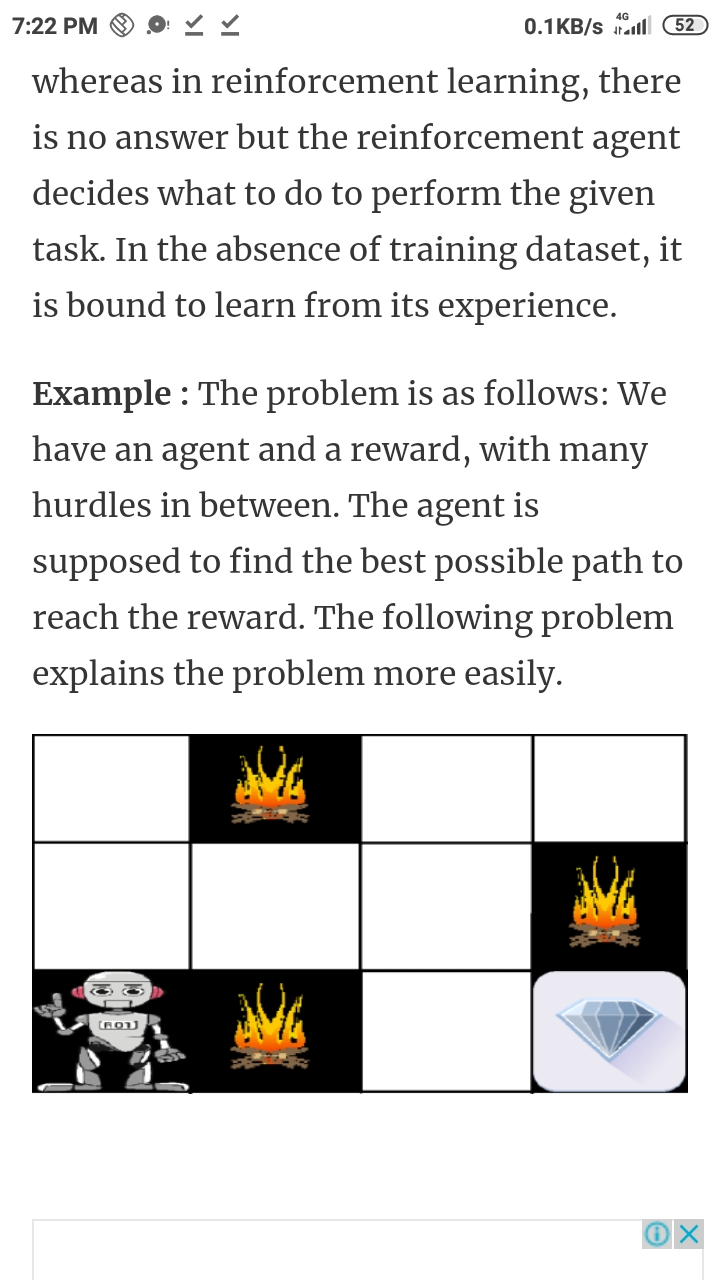 7:22 PM 0.1KB/s 4G 52
whereas in reinforcement learning, there
is no answer but the reinforcement agent
decides what to do to perform the given
task. In the absence of training dataset, it
is bound to learn from its experience.
Example : The problem is as follows: We
have an agent and a reward, with many
hurdles in between. The agent is
supposed to find the best possible path to
reach the reward. The following problem
explains the problem more easily.